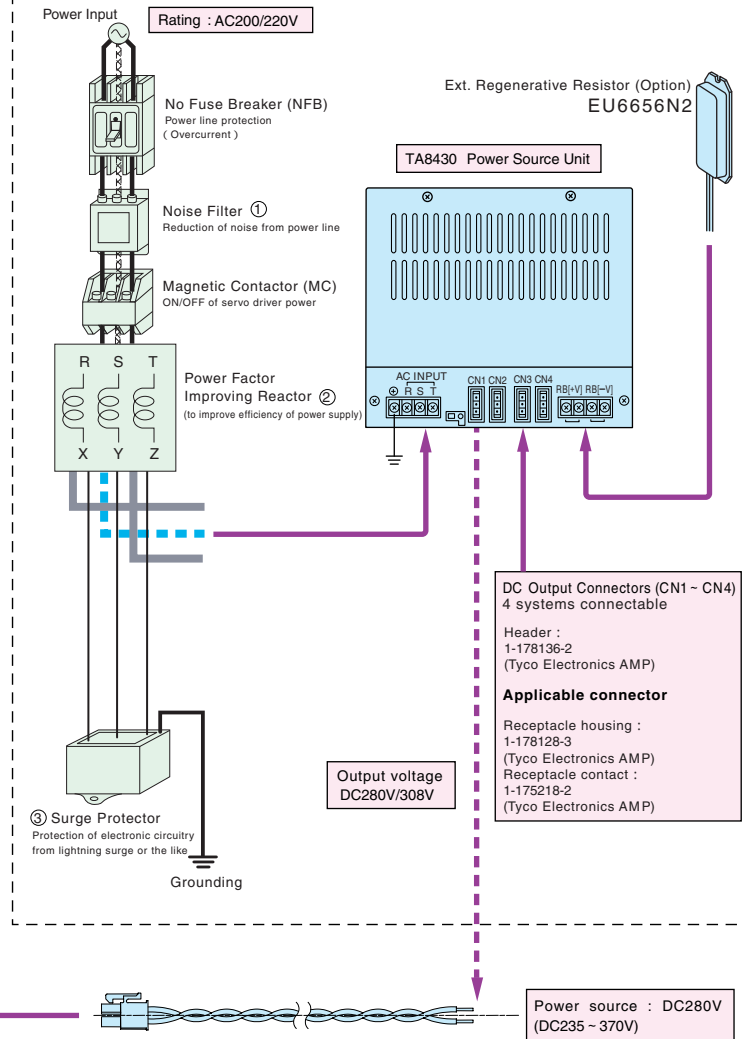 Power Input
Rating : AC200/220V
No Fuse Breaker (NFB)
Power line protection
( Overcurrent )
Noise Filter ①
Reduction of noise from power line
Magnetic Contactor (MC)
ON/OFF of servo driver power
R S T
Power Factor
Improving Reactor ②
(to improve efficiency of power supply)
X Y Z
Ext. Regenerative Resistor (Option)
EU6656N2
TA8430 Power Source Unit
AC INPUT
R S T
CN1 CN2 CN3 CN4
RB[+V] RB[−V]
DC Output Connectors (CN1 ~ CN4)
4 systems connectable
Header :
1-178136-2
(Tyco Electronics AMP)
Applicable connector
Receptacle housing :
1-178128-3
(Tyco Electronics AMP)
Receptacle contact :
1-175218-2
(Tyco Electronics AMP)
Output voltage
DC280V/308V
③ Surge Protector
Protection of electronic circuitry
from lightning surge or the like
Grounding
Power source : DC280V
(DC235 ~ 370V)